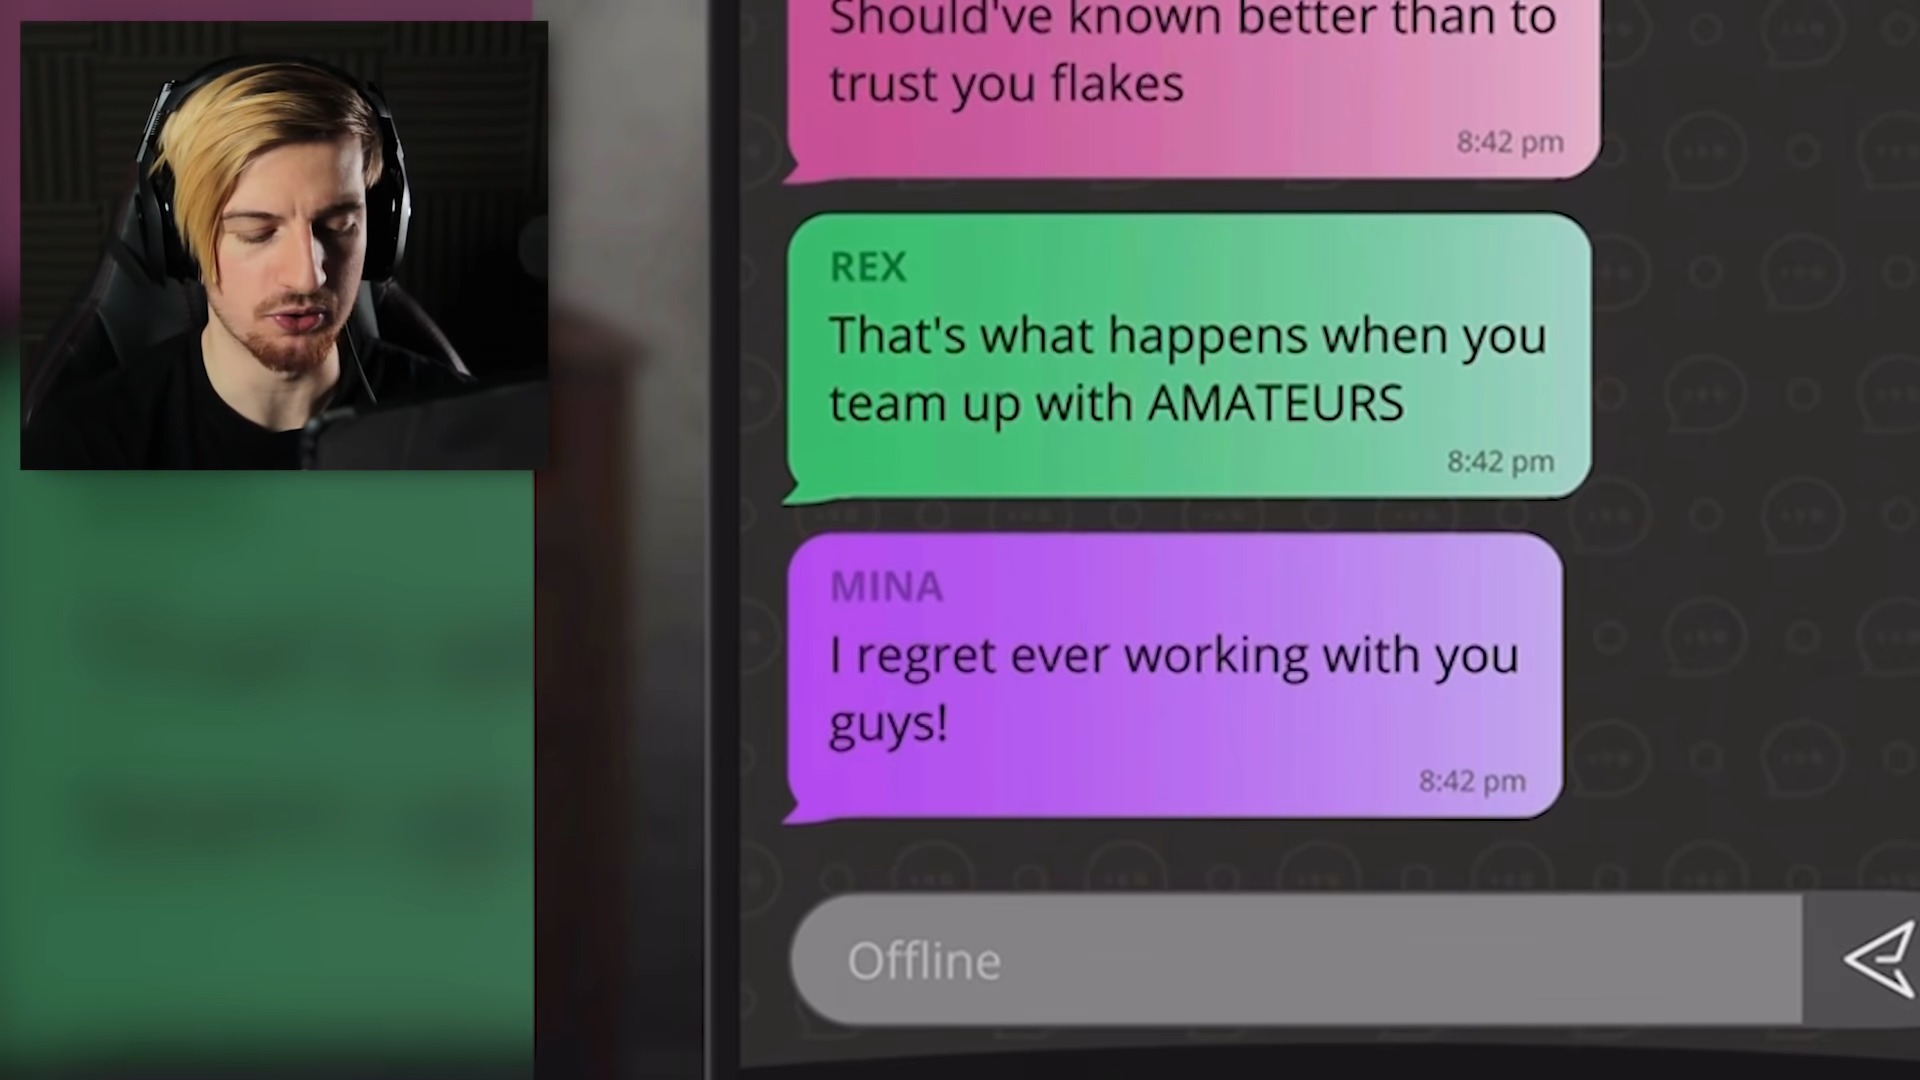 Should've known better than to
trust you flakes
8:42 pm
REX
That's what happens when you
team up with AMATEURS
8:42 pm
MINA
I regret ever working with you
guys!
8:42 pm
Offline